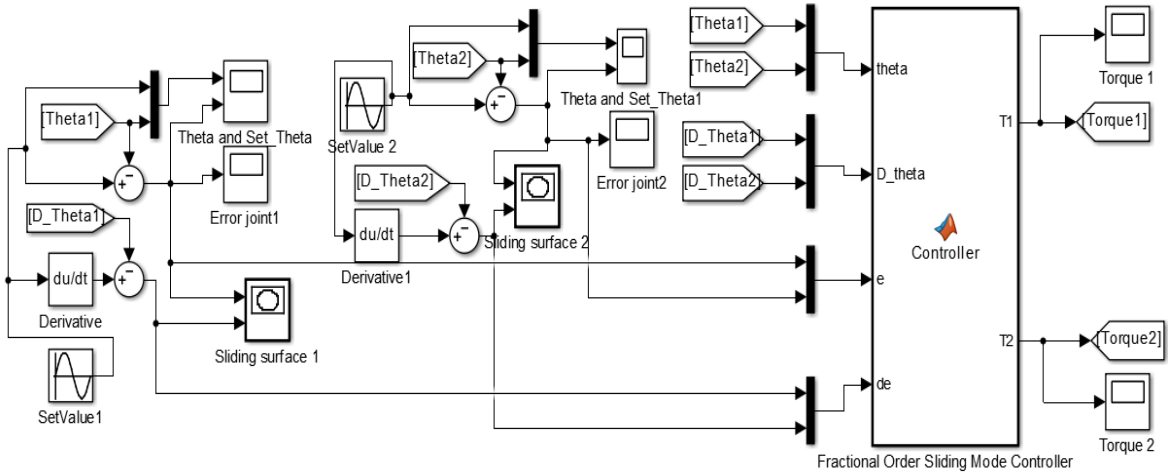 [Theta1]
Theta and Set_Theta
Error joint1
[D_Theta1]
du/dt
Derivative
Sliding surface 1
SetValue1
[Theta2]
Theta and Set_Theta1
SetValue 2
Error joint2
[D_Theta2]
du/dt
Derivative1
Sliding surface 2
[Theta1]
[Theta2]
[D_Theta1]
[D_Theta2]
theta
D_theta
e
de
Controller
T1
T2
Fractional Order Sliding Mode Controller
Torque 1
[Torque1]
[Torque2]
Torque 2